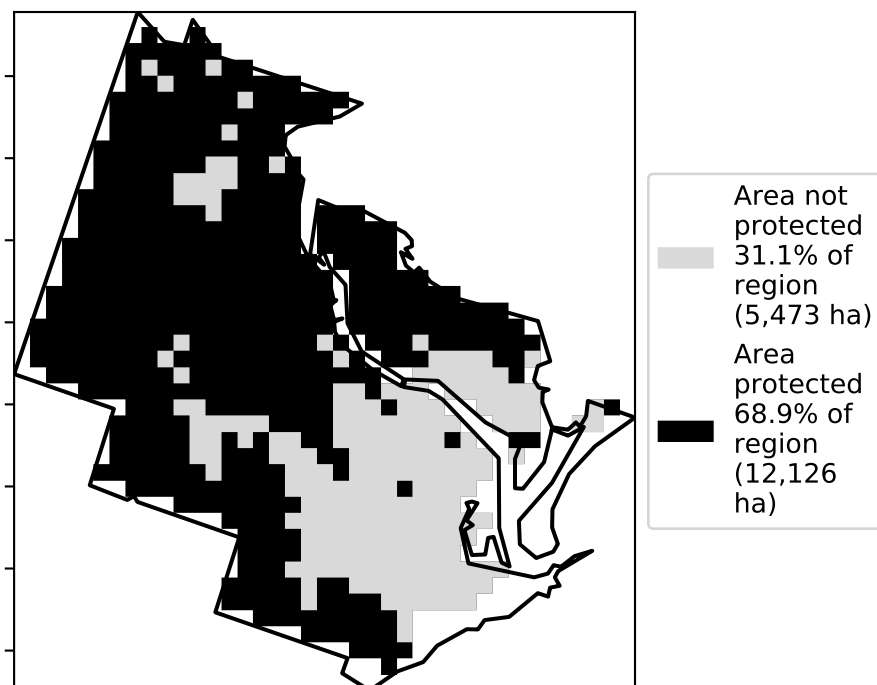 Area not
protected
31.1% of
region
(5,473 ha)
Area
protected
68.9% of
region
(12,126
ha)